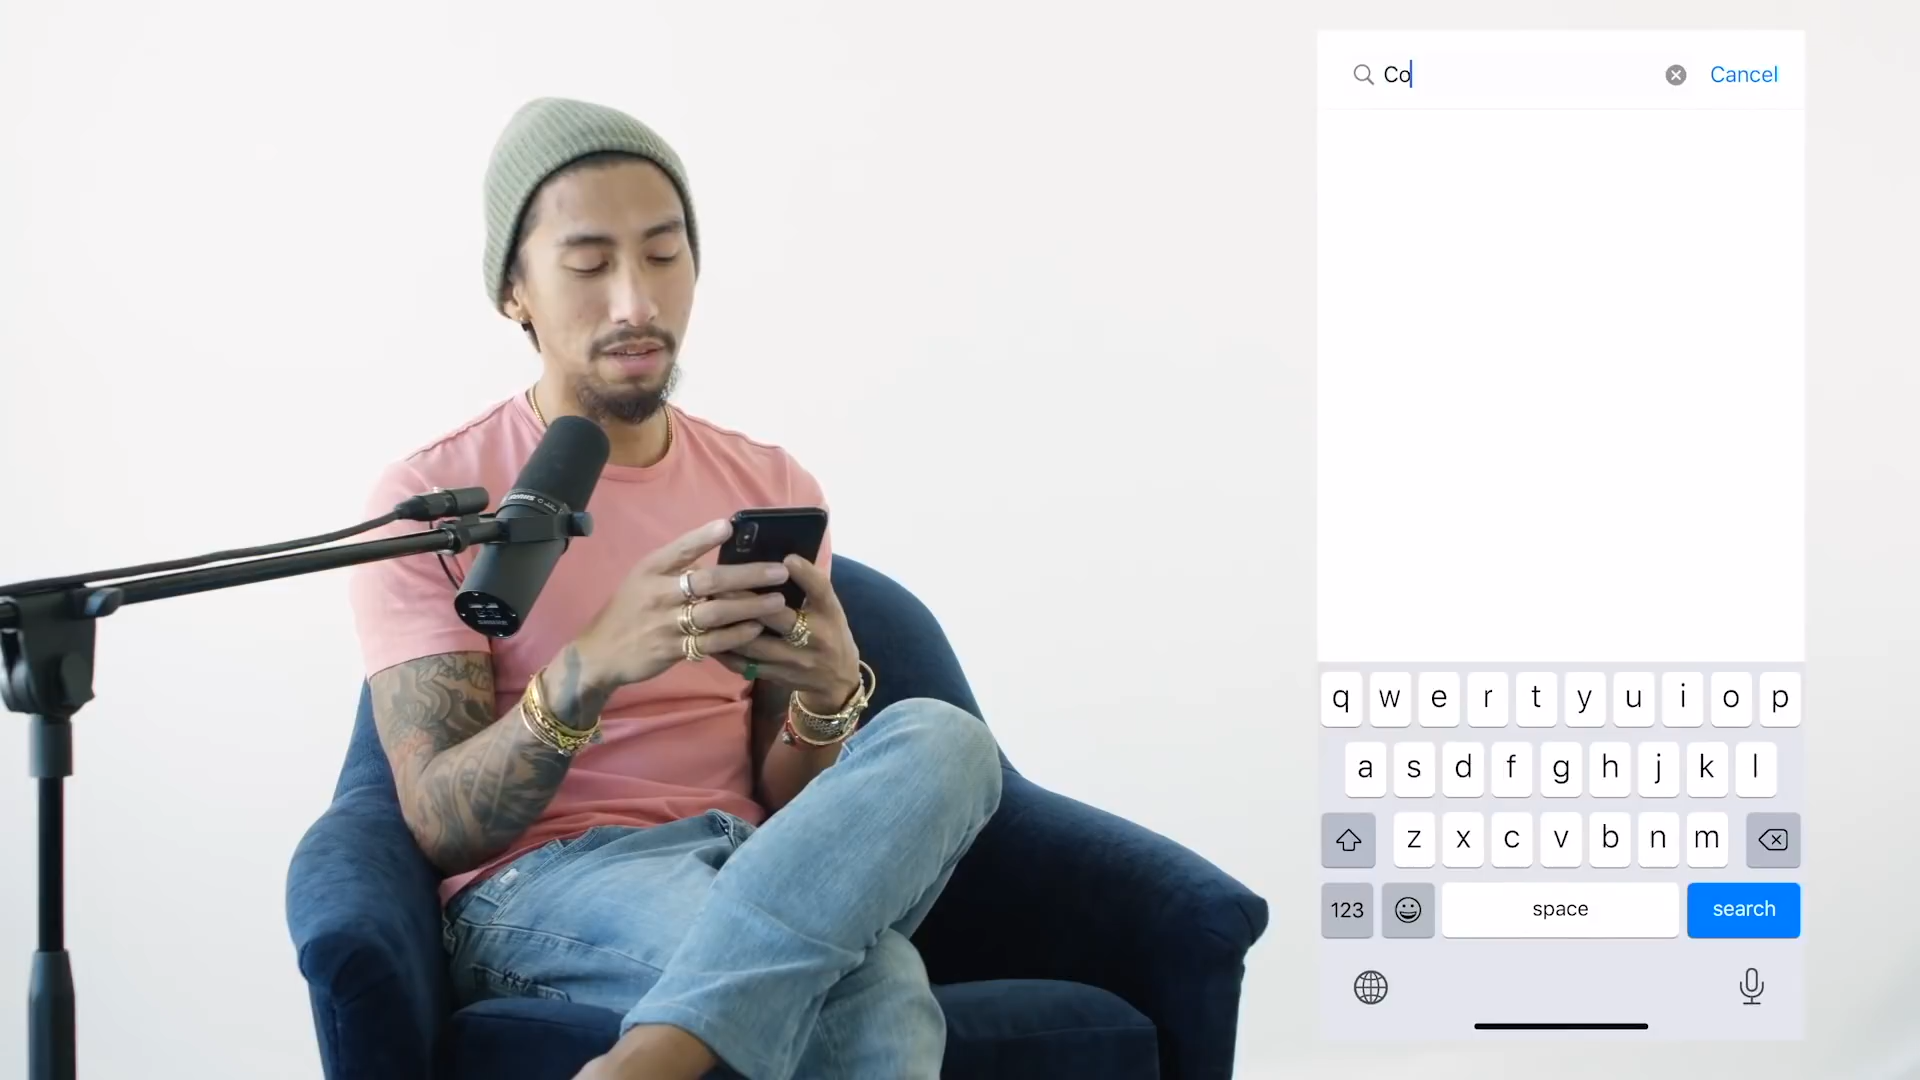 Co
Cancel
q w e r t y u i o p
a s d f g h j k l
z x c v b n m
123
space
search